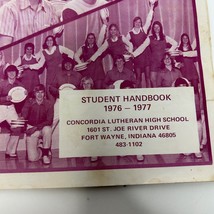 STUDENT HANDBOOK
1976 - 1977
CONCORDIA LUTHERAN HIGH SCHOOL
1601 ST. JOE RIVER DRIVE
FORT WAYNE, INDIANA 46805
483-1102